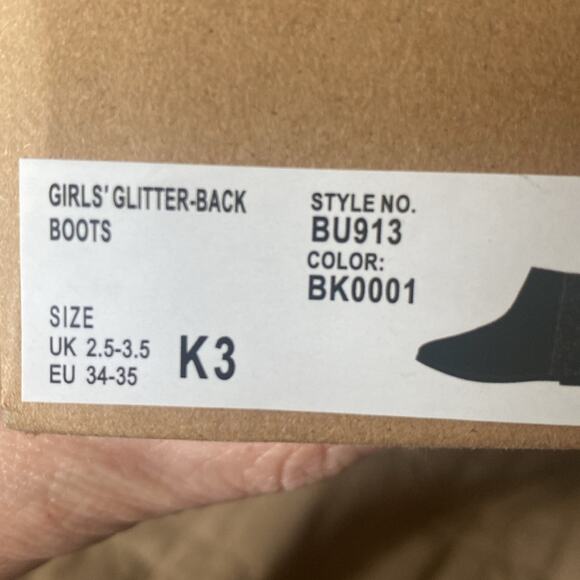 GIRLS' GLITTER-BACK
BOOTS
STYLE NO.
BU913
COLOR:
BK0001
SIZE
UK 2.5-3.5
EU 34-35
K3